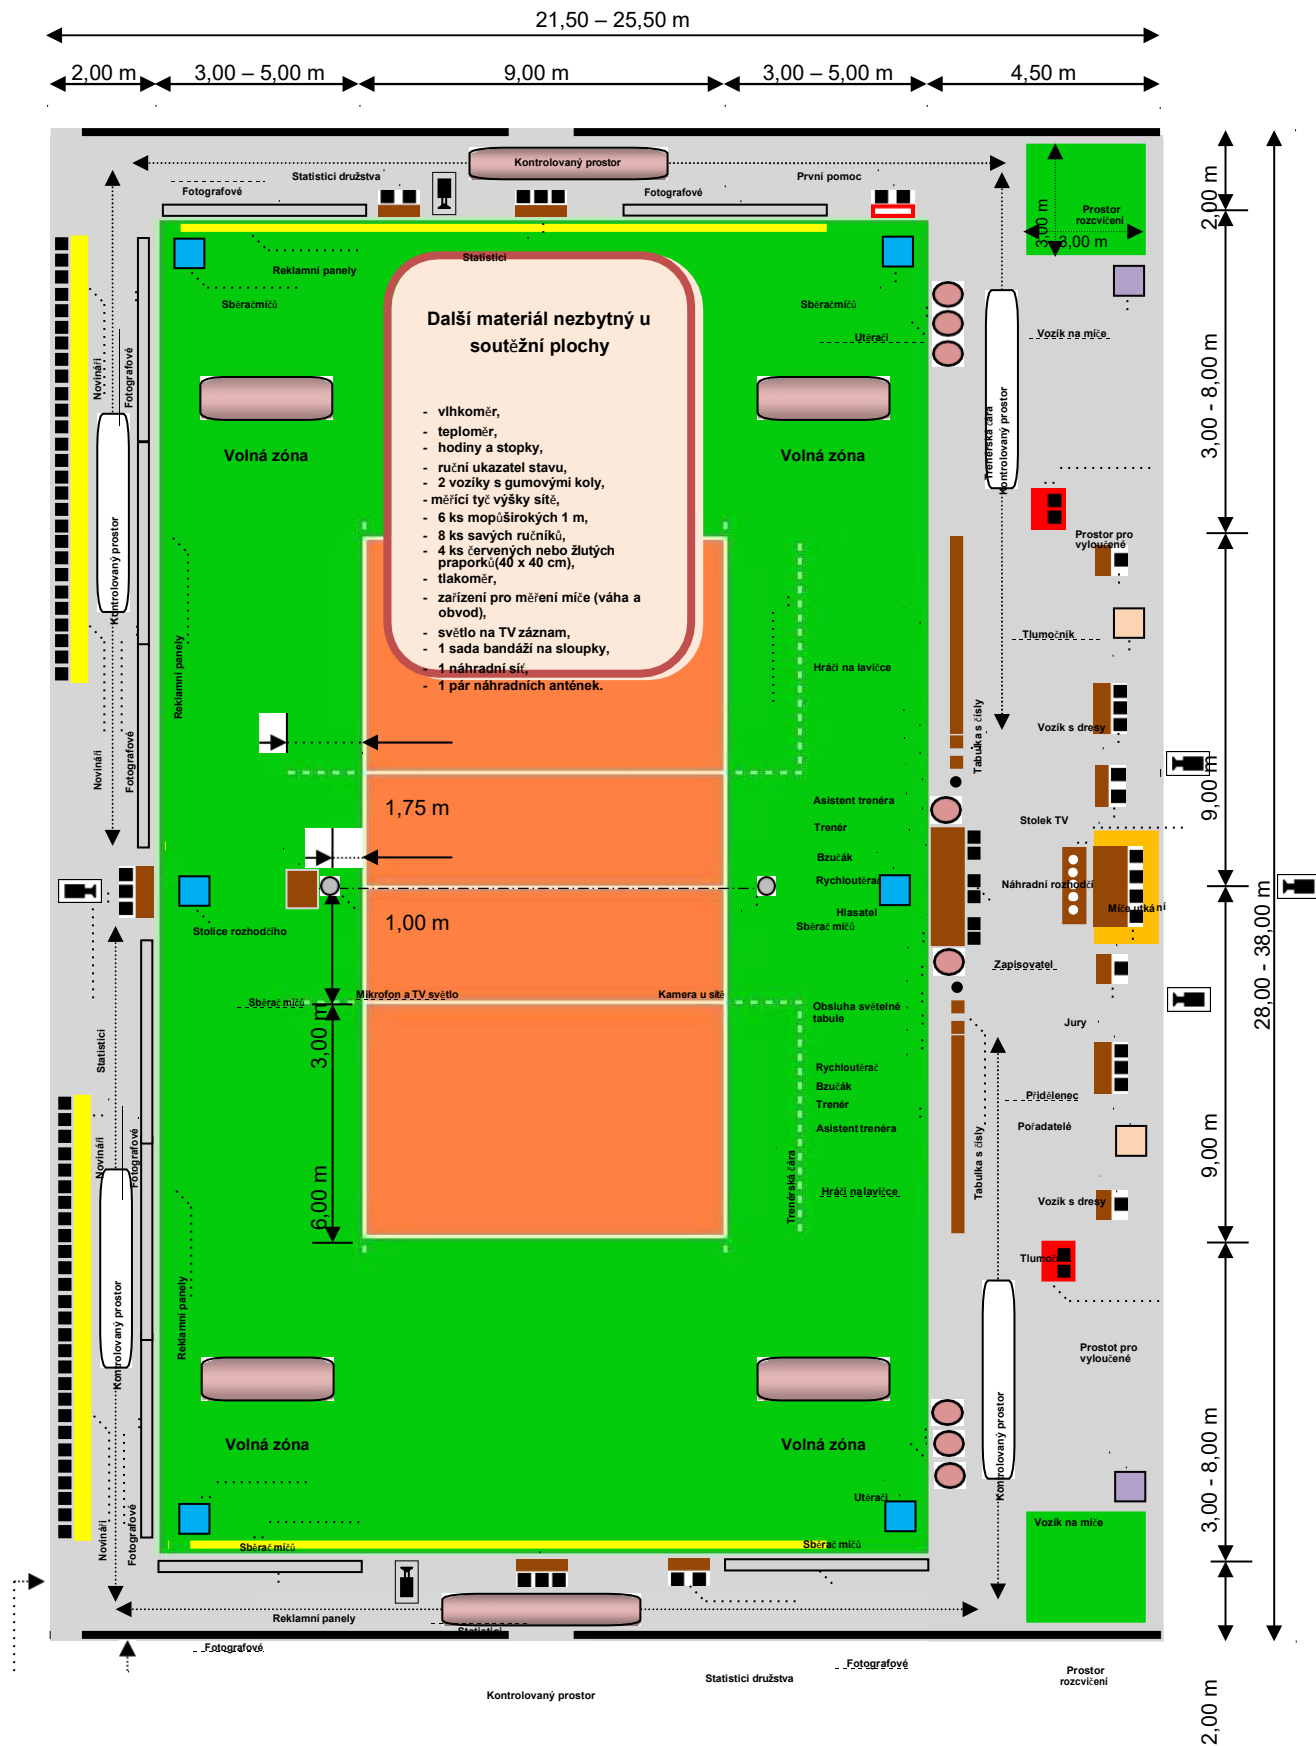 21,50 – 25,50 m
2,00 m
3,00 – 5,00 m
9,00 m
3,00 – 5,00 m
4,50 m
Kontrolovaný prostor
Statistici družstva
První pomoc
Fotografové
Fotografové
2,00 m
Prostor
rozcvičení
3,00 m
3,00 m
Statistici
Reklamní panely
Sběračmíčů
Sběračmíčů
Utěrači
Vozík na míče
Další materiál nezbytný u
soutěžní plochy
Novináři
Fotografové
Kontrolovaný prostor
Trenérská čára
Kontrolovaný prostor
3,00 - 8,00 m
- vlhkoměr,
- teploměr,
- hodiny a stopky,
- ruční ukazatel stavu,
- 2 vozíky s gumovými koly,
- měřící tyč výšky sítě,
- 6 ks mopůširokých 1 m,
- 8 ks savých ručníků,
- 4 ks červených nebo žlutých
praporků(40 x 40 cm),
- tlakoměr,
- zařízení pro měření míče (váha a
obvod),
- světlo na TV záznam,
- 1 sada bandáží na sloupky,
- 1 náhradní síť,
- 1 pár náhradních antének.
Volná zóna
Volná zóna
Prostor pro
vyloučené
Tlumočník
Reklamní panely
Hráči na lavičce
Tabulka s čísly
Vozík s dresy
Novináři
Fotografové
9,00 m
1,75 m
Asistent trenéra
Trenér
Stolek TV
Bzučák
Rychloutěrač
Náhradní rozhodčí
Hlasatel
Míče utkání
1,00 m
Sběrač míčů
Stolice rozhodčího
Zapisovatel
28,00 - 38,00 m
Sběrač míčů
Mikrofon a TV světlo
Kamera u sítě
Obsluha světelné
tabule
Jury
Statistici
3,00 m
Rychloutěrač
Bzučák
Trenér
Asistent trenéra
Přidělenec
Pořadatelé
Novináři
Fotografové
Trenérská čára
Tabulka s čísly
9,00 m
6,00 m
Hráči na lavičce
Vozík s dresy
Tlumočník
Kontrolovaný prostor
Reklamní panely
Prostot pro
vyloučené
Volná zóna
Volná zóna
Kontrolovaný prostor
3,00 - 8,00 m
Utěrači
Vozík na míče
Novináři
Fotografové
Sběrač míčů
Sběrač míčů
Reklamní panely
Statistici
Fotografové
Fotografové
Statistici družstva
Prostor
rozcvičení
Kontrolovaný prostor
2,00 m